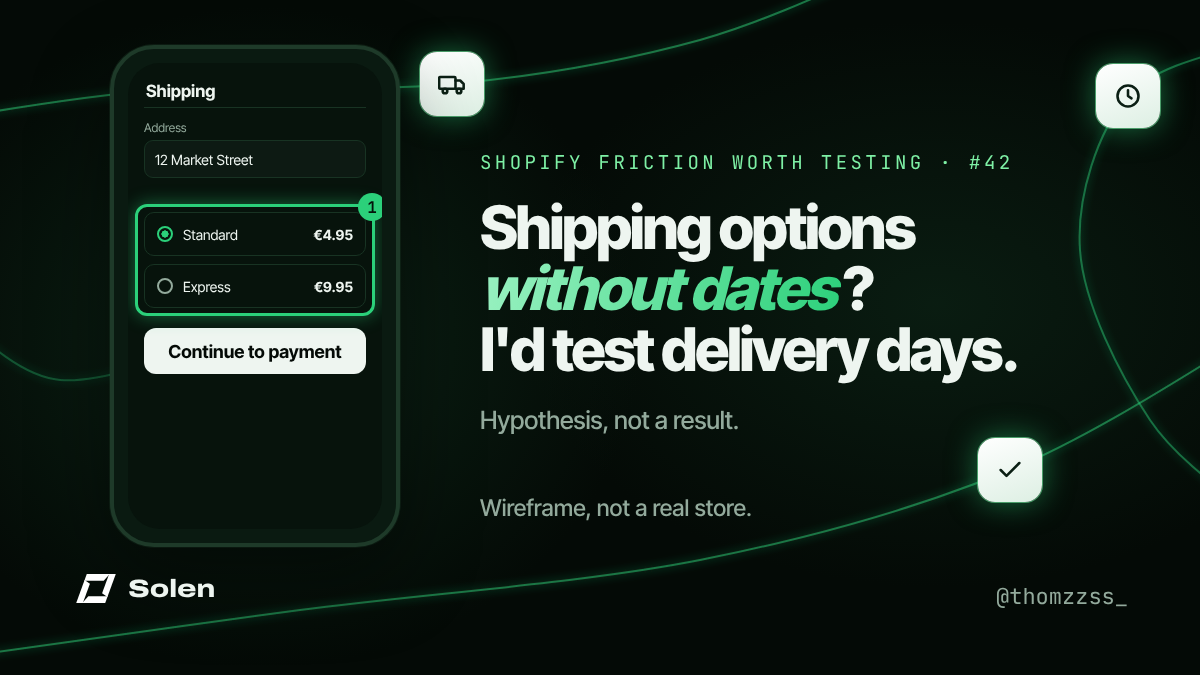 Shipping
Address
12 Market Street
1
Standard €4.95
Express €9.95
Continue to payment
SHOPIFY FRICTION WORTH TESTING · #42
Shipping options
without dates?
I'd test delivery days.
Hypothesis, not a result.
Wireframe, not a real store.
Solen
@thomzzss_